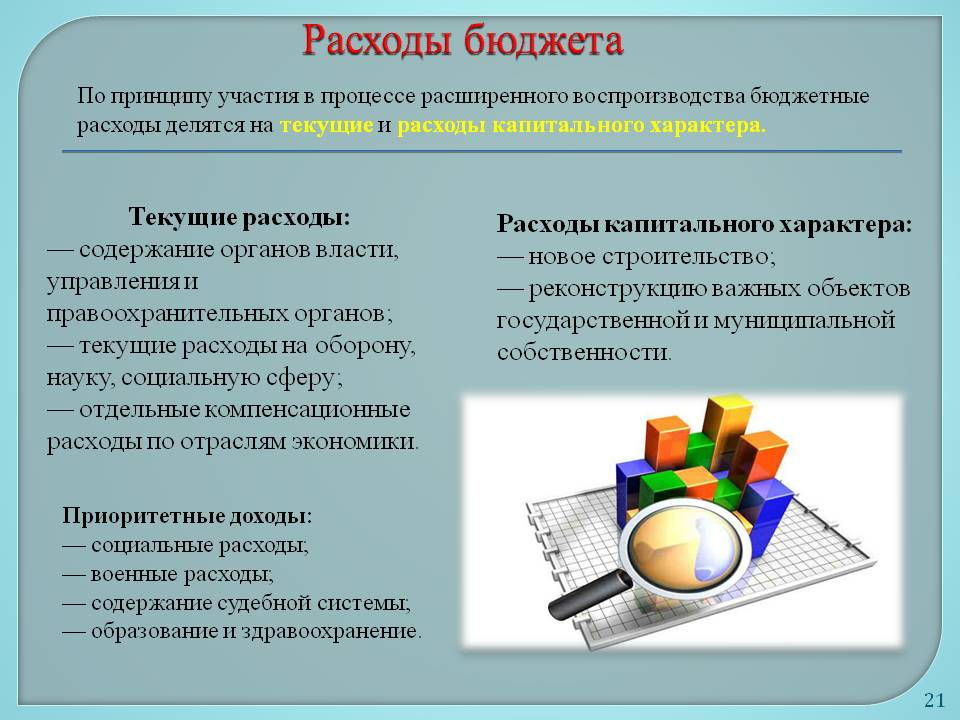 Расходы бюджета
По принципу участия в процессе расширенного воспроизводства бюджетные
расходы делятся на текущие и расходы капитального характера.
Текущие расходы:
— содержание органов власти,
управления и
правоохранительных органов;
— текущие расходы на оборону,
науку, социальную сферу;
— отдельные компенсационные
расходы по отраслям экономики.
Расходы капитального характера:
— новое строительство;
— реконструкцию важных объектов
государственной и муниципальной
собственности.
Приоритетные доходы:
— социальные расходы;
— военные расходы;
— содержание судебной системы;
— образование и здравоохранение.
21